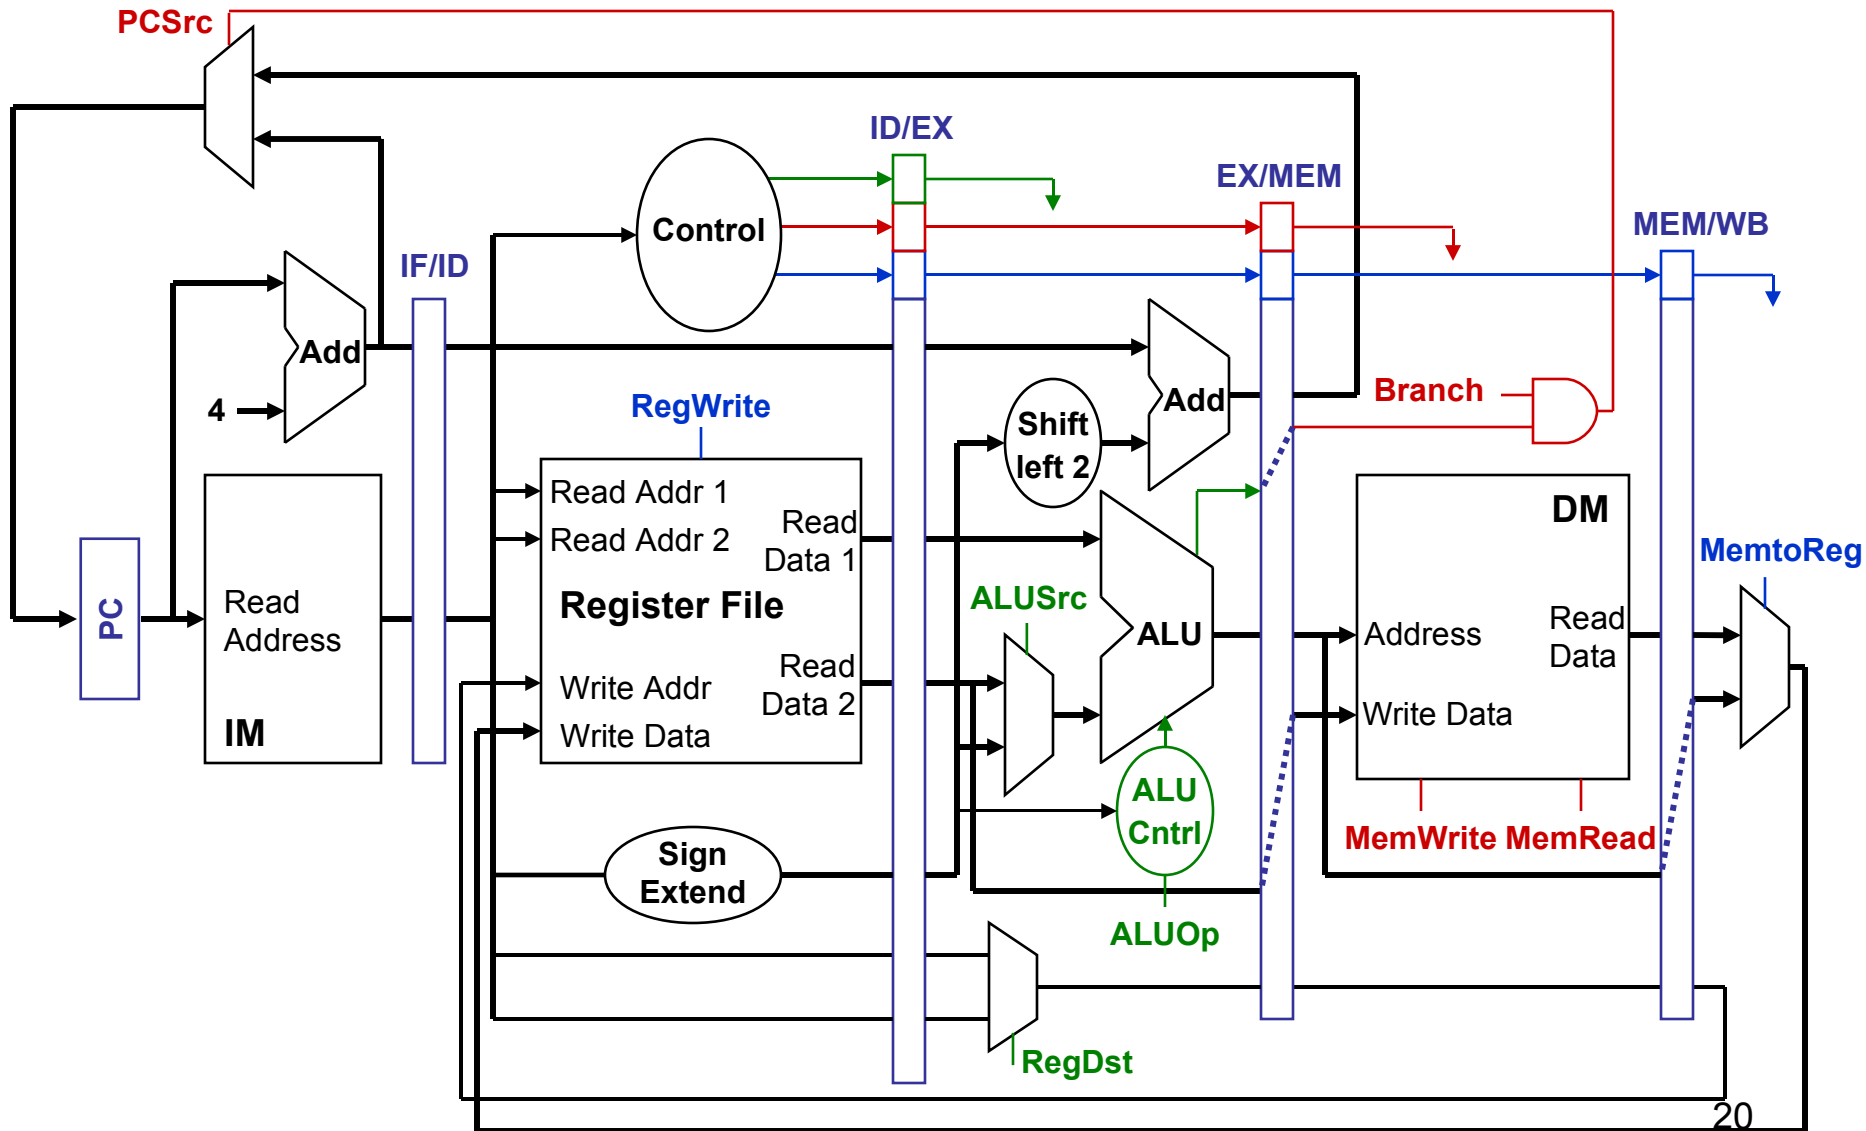 PCSrc
ID/EX
EX/MEM
MEM/WB
Control
IF/ID
Add
4
RegWrite
Shift
left 2
Add
Branch
Read Addr 1
Read Addr 2
Read
Data 1
Register File
Write Addr
Write Data
Read
Data 2
PC
Read
Address
IM
ALUSrc
ALU
DM
Address
Read
Data
Write Data
MemtoReg
MemWrite MemRead
ALU
Cntrl
Sign
Extend
ALUOp
RegDst
20